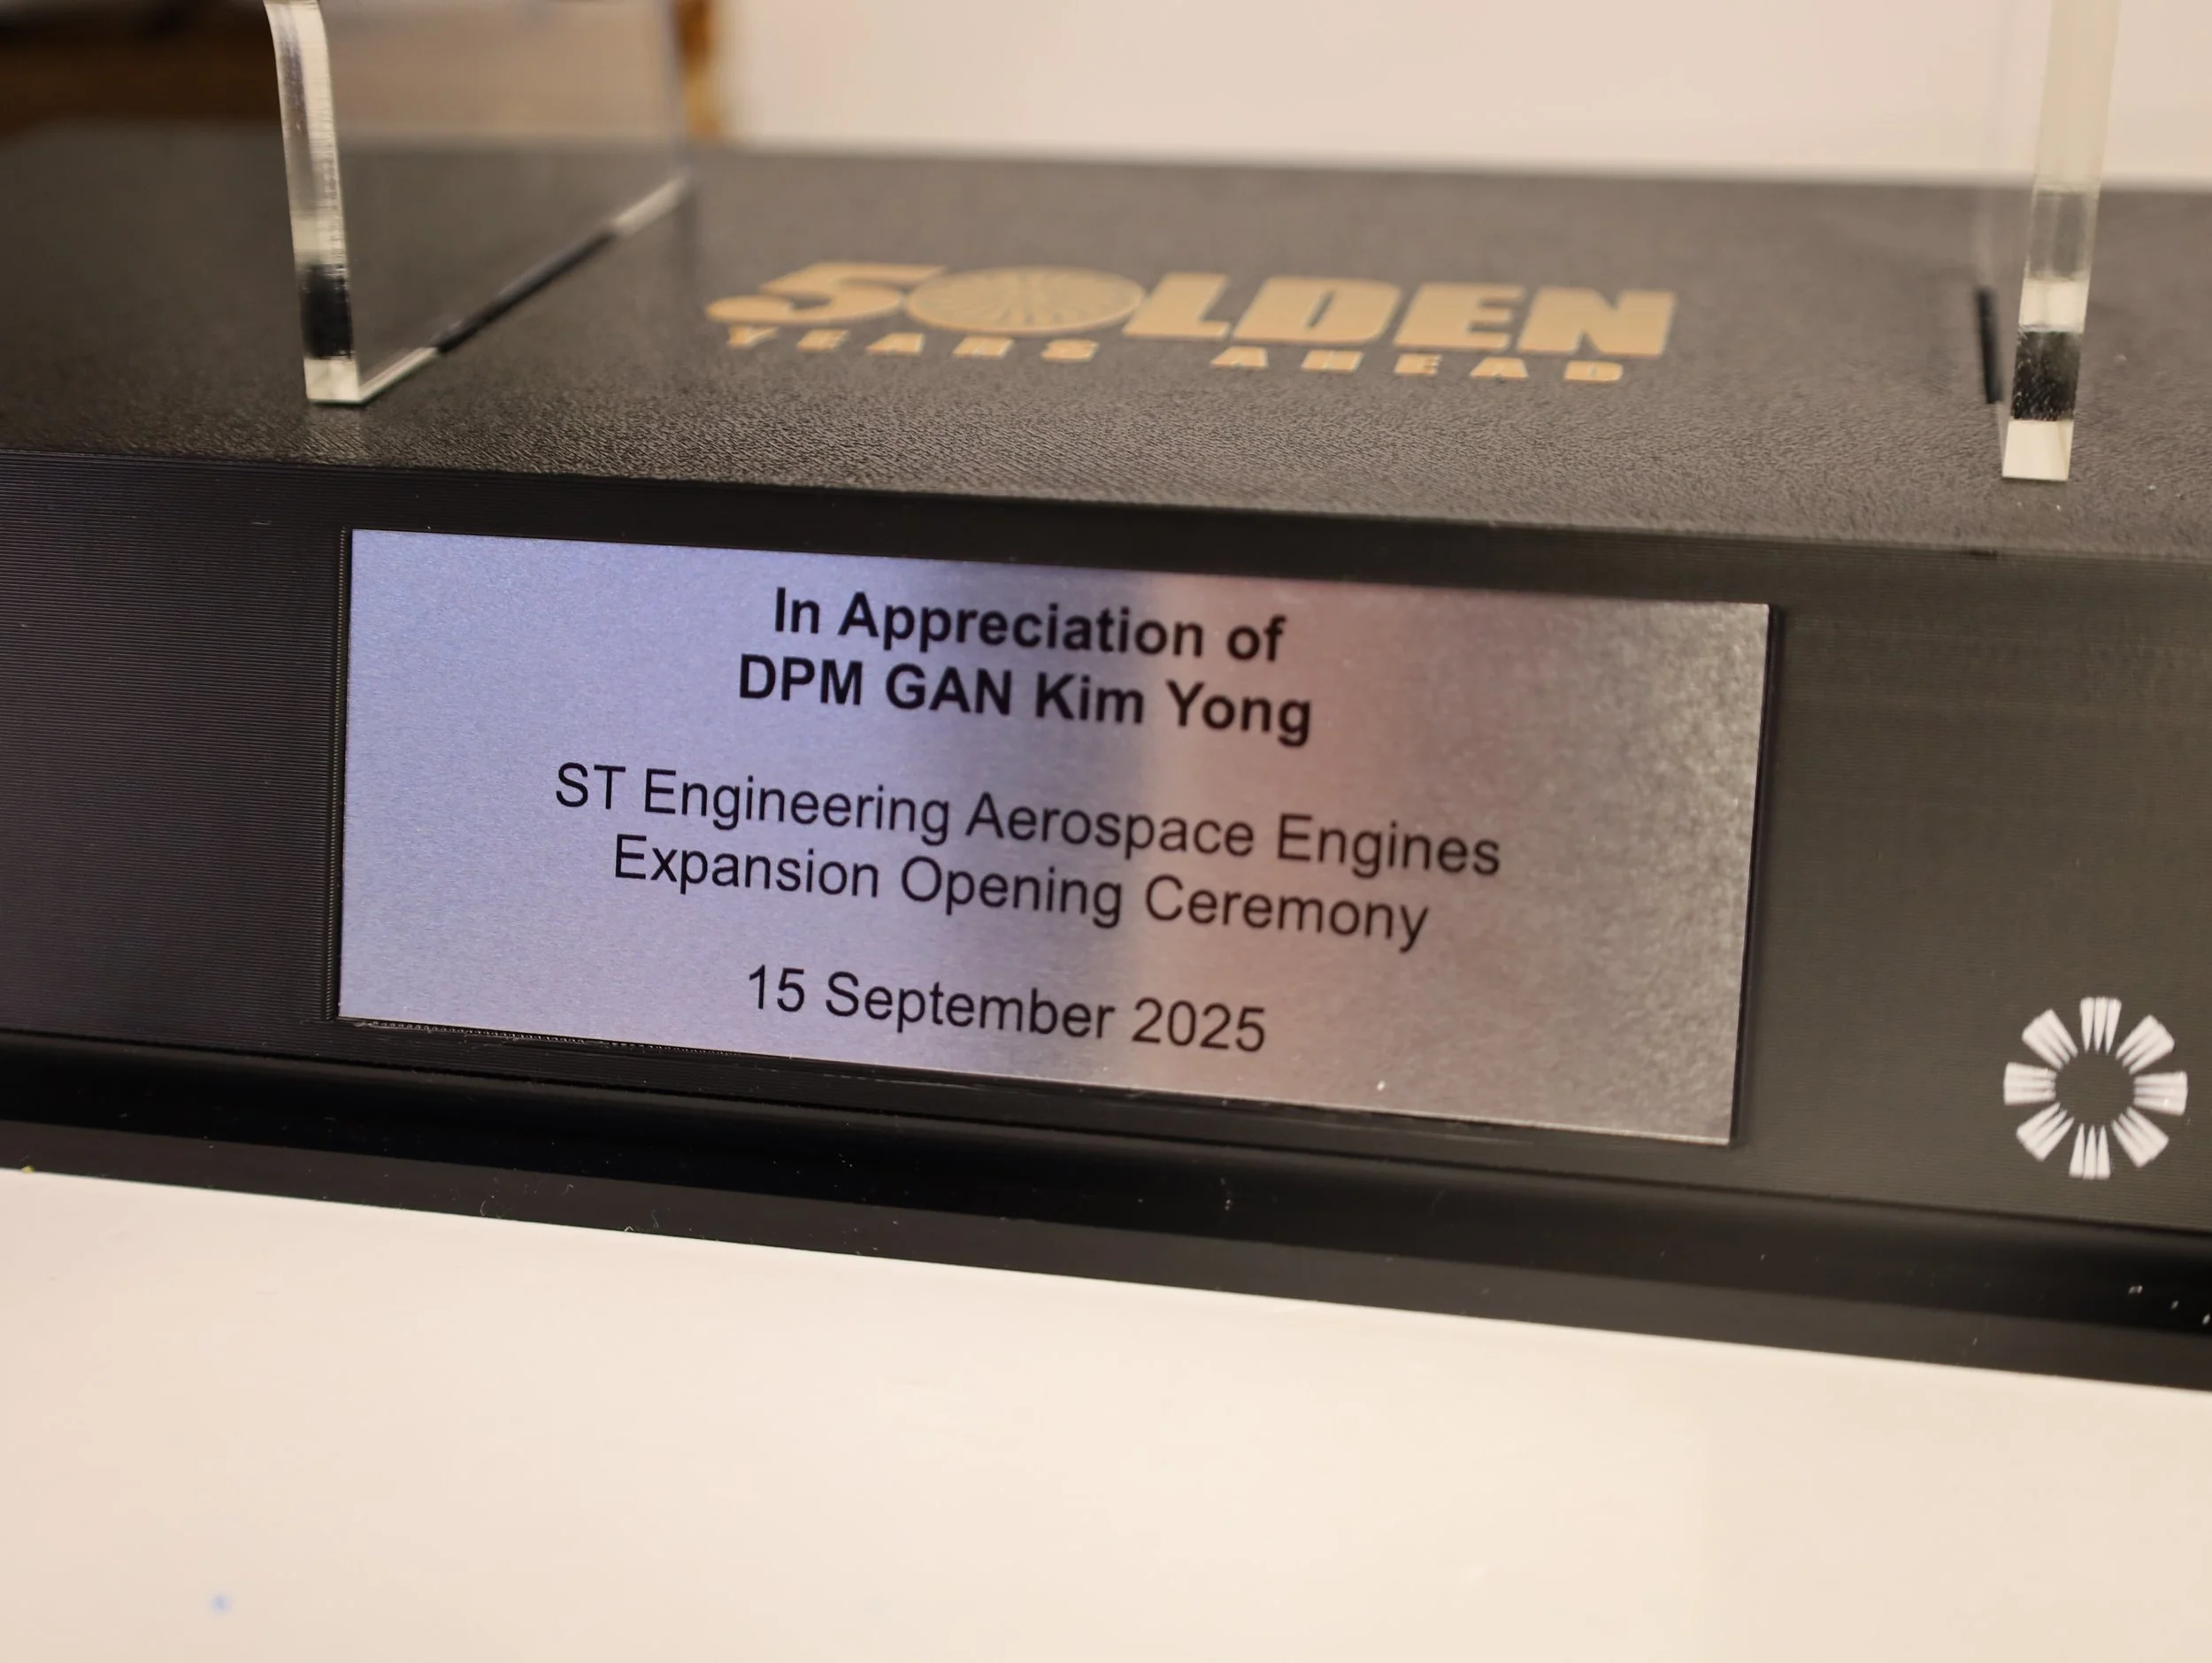 50LDEN
YEARS AHEAD
In Appreciation of
DPM GAN Kim Yong
ST Engineering Aerospace Engines
Expansion Opening Ceremony
15 September 2025